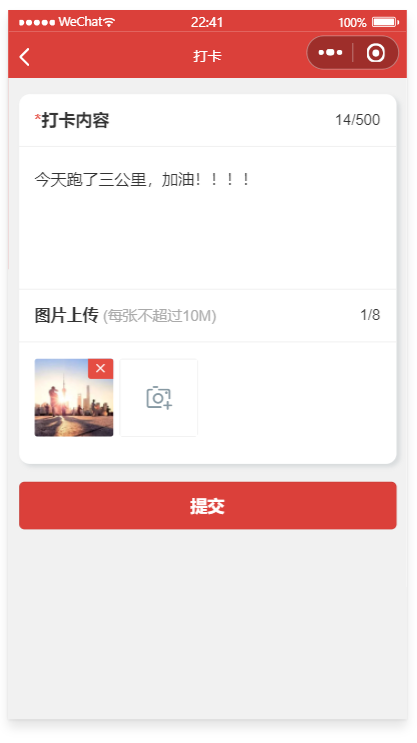 WeChat 22:41 100%
打卡
*打卡内容 14/500
今天跑了三公里，加油！！！！
图片上传 (每张不超过10M) 1/8
提交